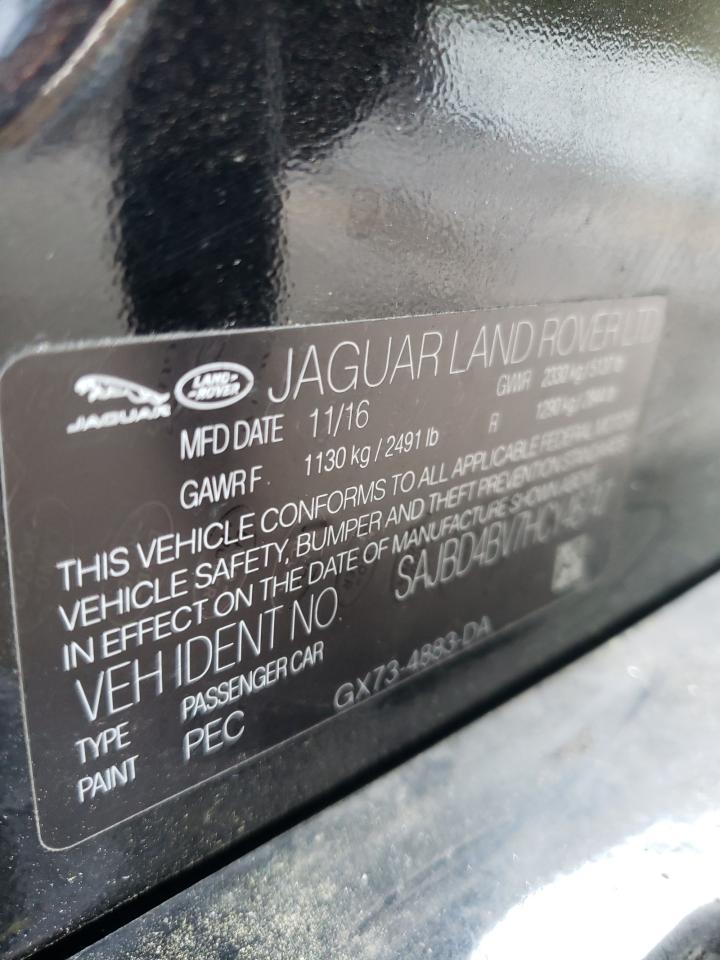 JAGUAR LAND ROVER JAGUAR LAND ROVER LTD
MFD DATE 11/16 GVWR 2330 kg / 5137 lb
GAWR F 1130 kg / 2491 lb R 1290 kg / 2844 lb
THIS VEHICLE CONFORMS TO ALL APPLICABLE FEDERAL MOTOR
VEHICLE SAFETY, BUMPER AND THEFT PREVENTION STANDARDS
IN EFFECT ON THE DATE OF MANUFACTURE SHOWN ABOVE
VEH IDENT NO
TYPE PASSENGER CAR
PAINT PEC GX73-4883-DA